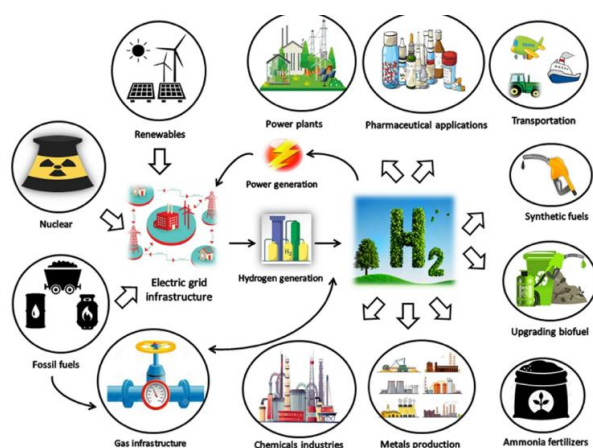 Renewables
Power plants
Pharmaceutical applications
Transportation
Nuclear
Power generation
Synthetic fuels
H2
Electric grid
infrastructure
Hydrogen generation
H2
Upgrading biofuel
Fossil fuels
Gas infrastructure
Chemicals industries
Metals production
Ammonia fertilizers